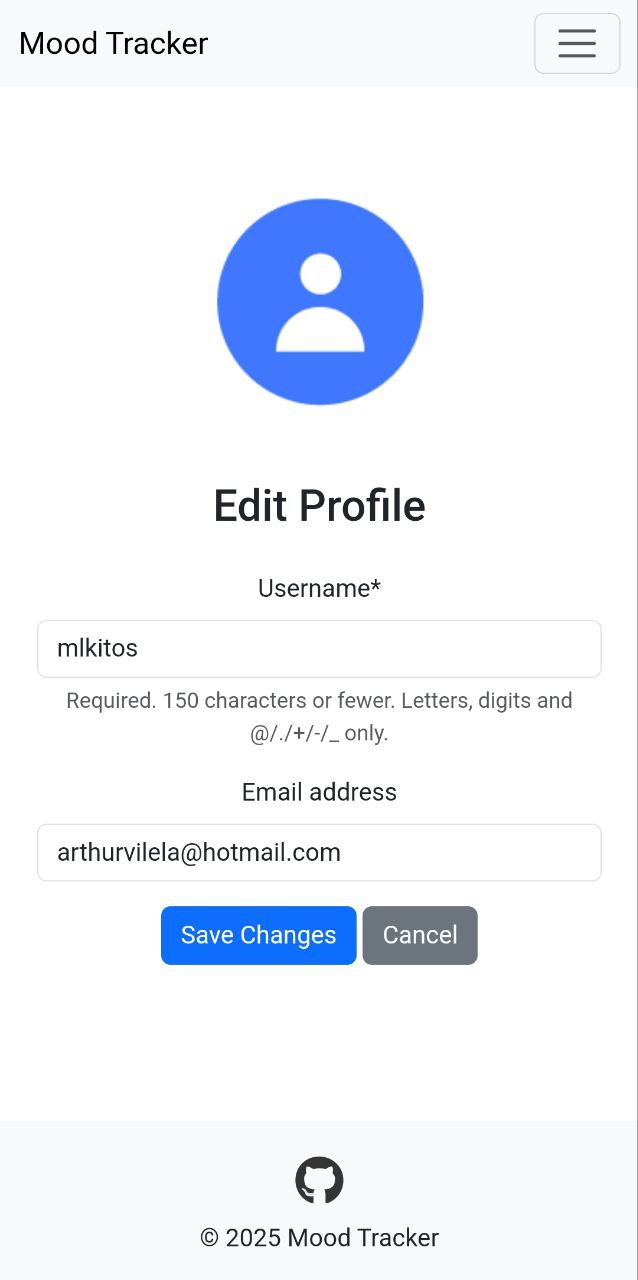 Mood Tracker
Edit Profile
Username*
mlkitos
Required. 150 characters or fewer. Letters, digits and
@/./+/-/_ only.
Email address
arthurvilela@hotmail.com
Save Changes Cancel
© 2025 Mood Tracker